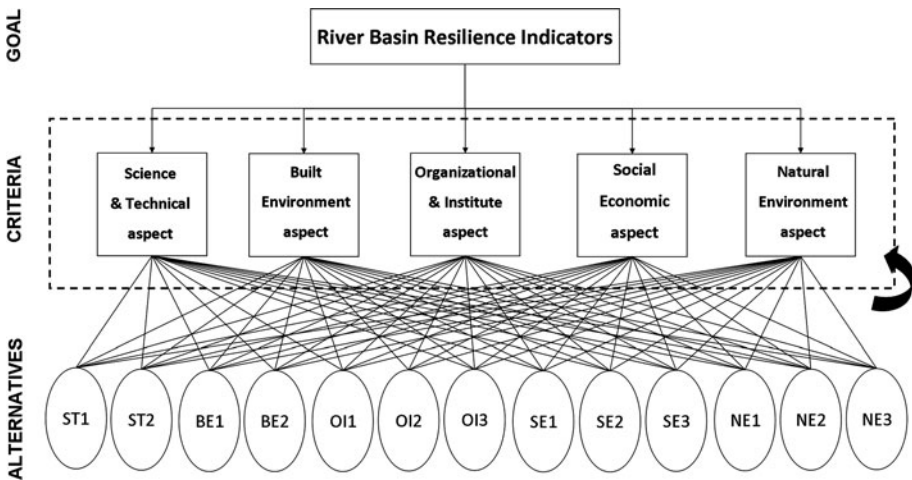 GOAL
River Basin Resilience Indicators
CRITERIA
Science
& Technical
aspect
Built
Environment
aspect
Organizational
& Institute
aspect
Social
Economic
aspect
Natural
Environment
aspect
ALTERNATIVES
ST1
ST2
BE1
BE2
OI1
OI2
OI3
SE1
SE2
SE3
NE1
NE2
NE3